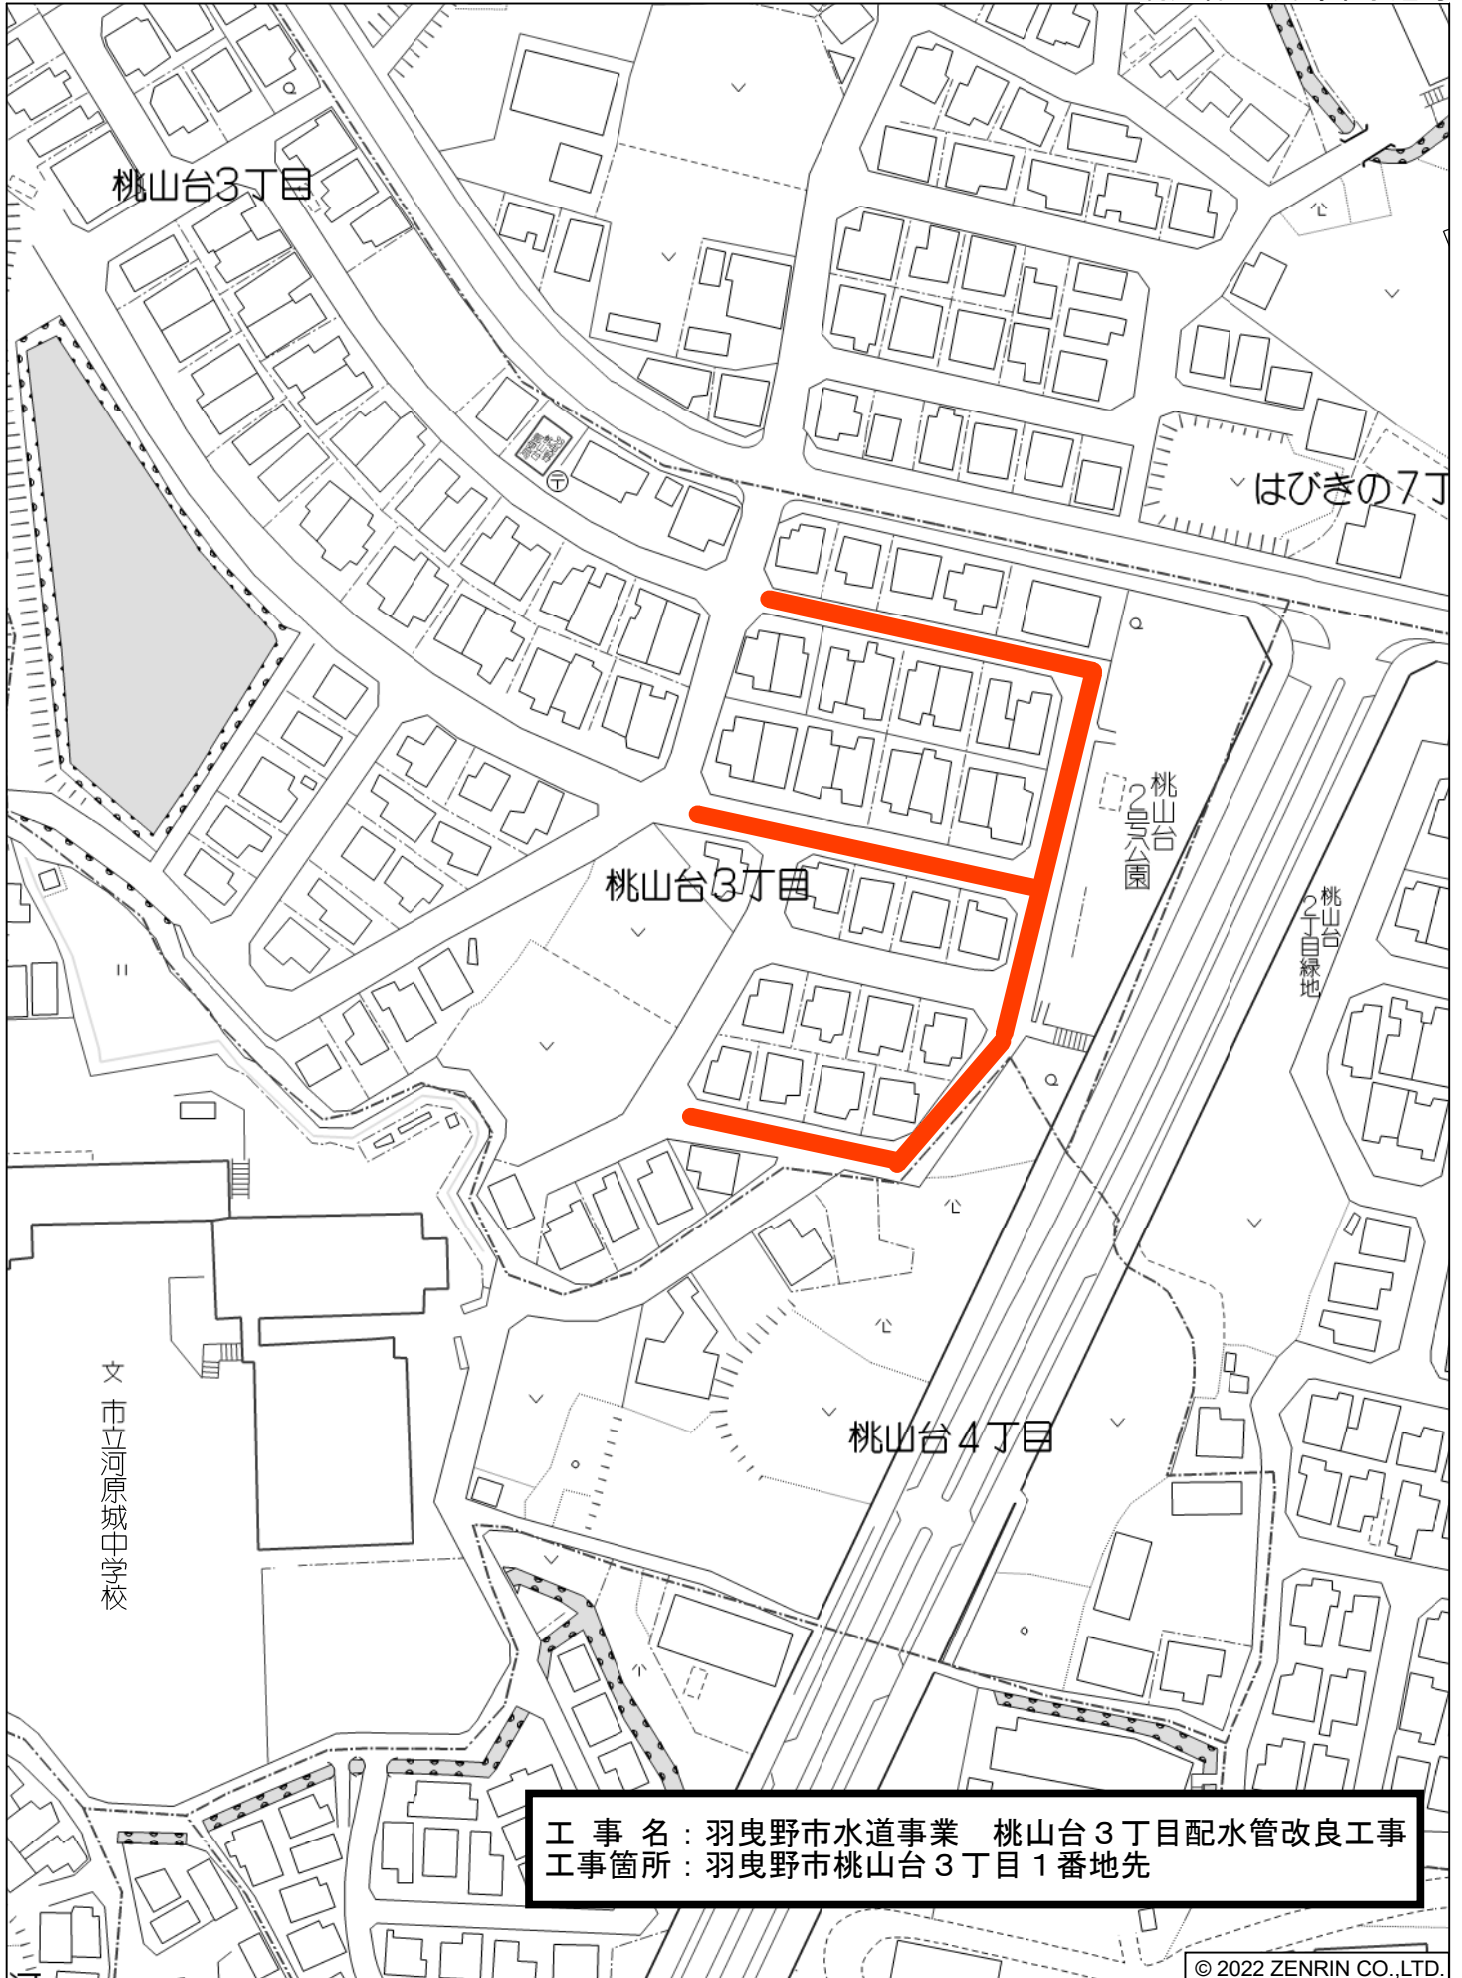 桃山台3丁目
はびきの7丁
桃山台
2号公園
桃山台3丁目
桃山台
2丁目緑地
桃山台4丁目
文 市立河原城中学校
工 事 名：羽曳野市水道事業　桃山台３丁目配水管改良工事
工事箇所：羽曳野市桃山台３丁目１番地先
© 2022 ZENRIN CO.,LTD.